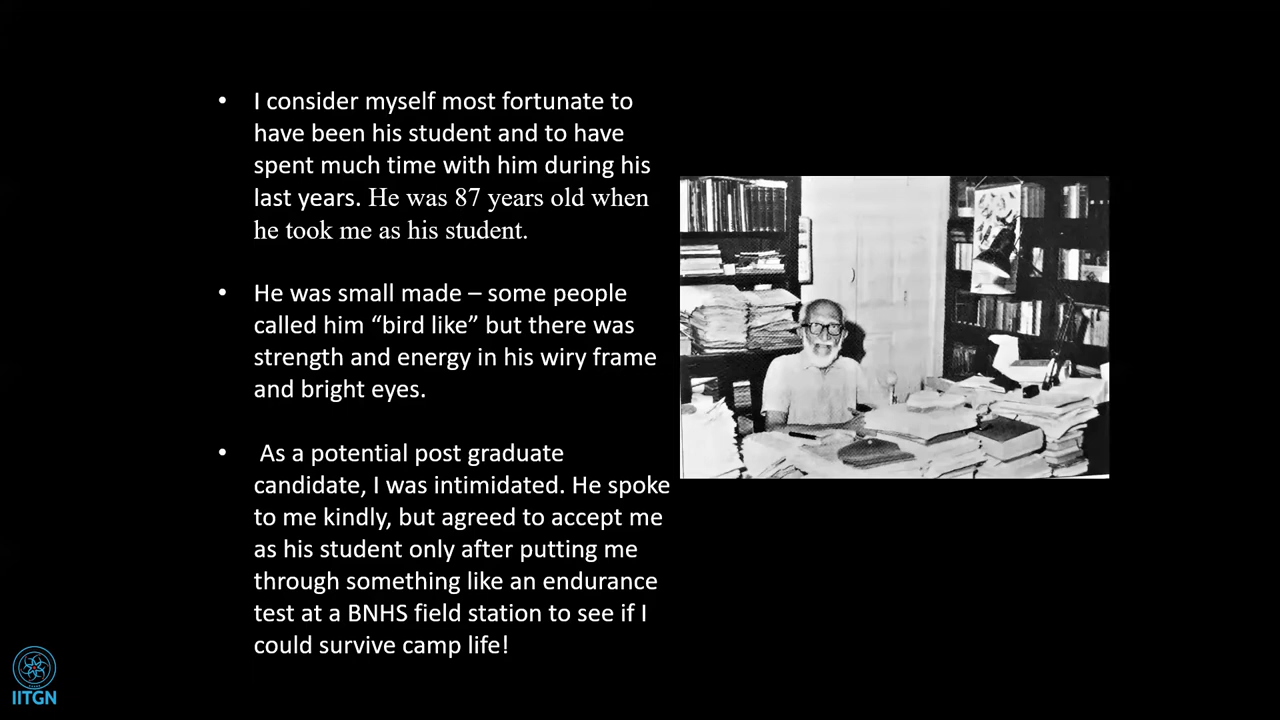 • I consider myself most fortunate to
have been his student and to have
spent much time with him during his
last years. He was 87 years old when
he took me as his student.
• He was small made – some people
called him “bird like” but there was
strength and energy in his wiry frame
and bright eyes.
• As a potential post graduate
candidate, I was intimidated. He spoke
to me kindly, but agreed to accept me
as his student only after putting me
through something like an endurance
test at a BNHS field station to see if I
could survive camp life!
IITGN